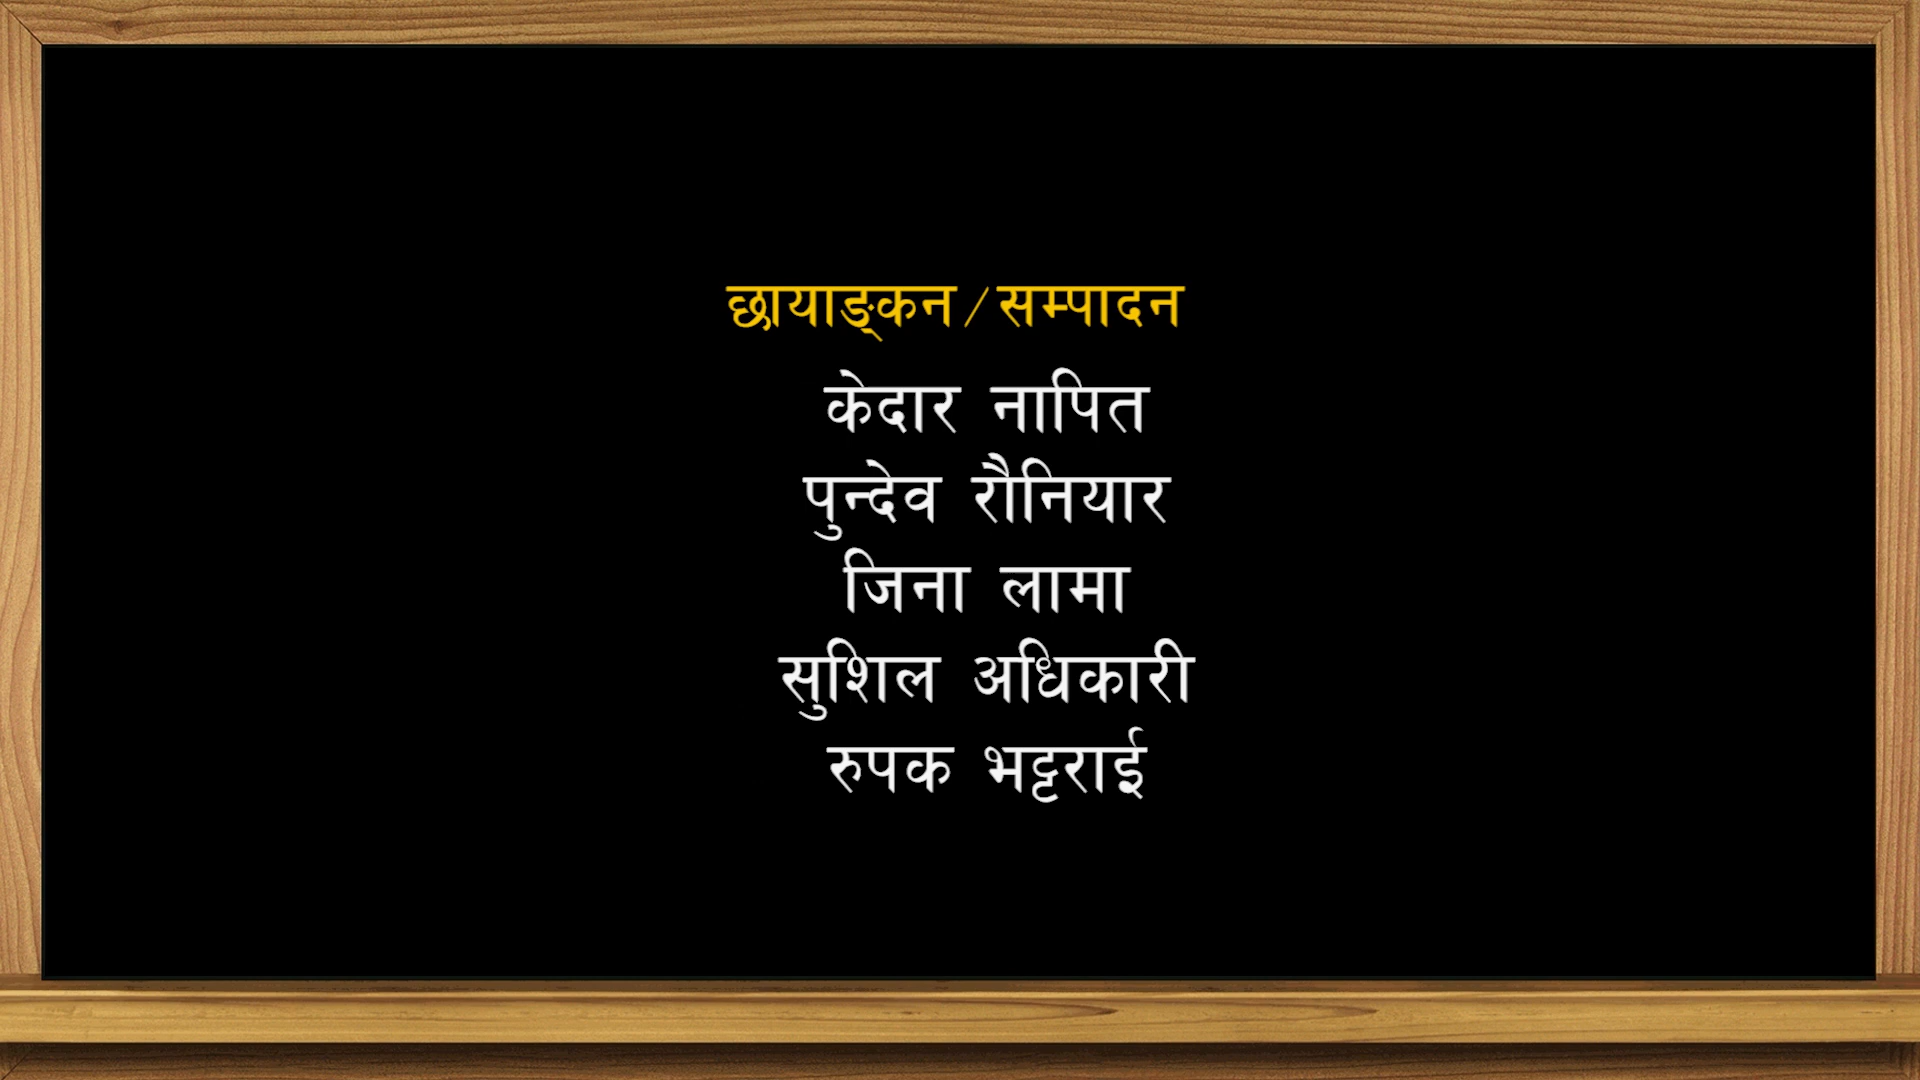 छायाङ्कन/सम्पादन
केदार नापित
पुन्देव रौनियार
जिना लामा
सुशिल अधिकारी
रुपक भट्टराई